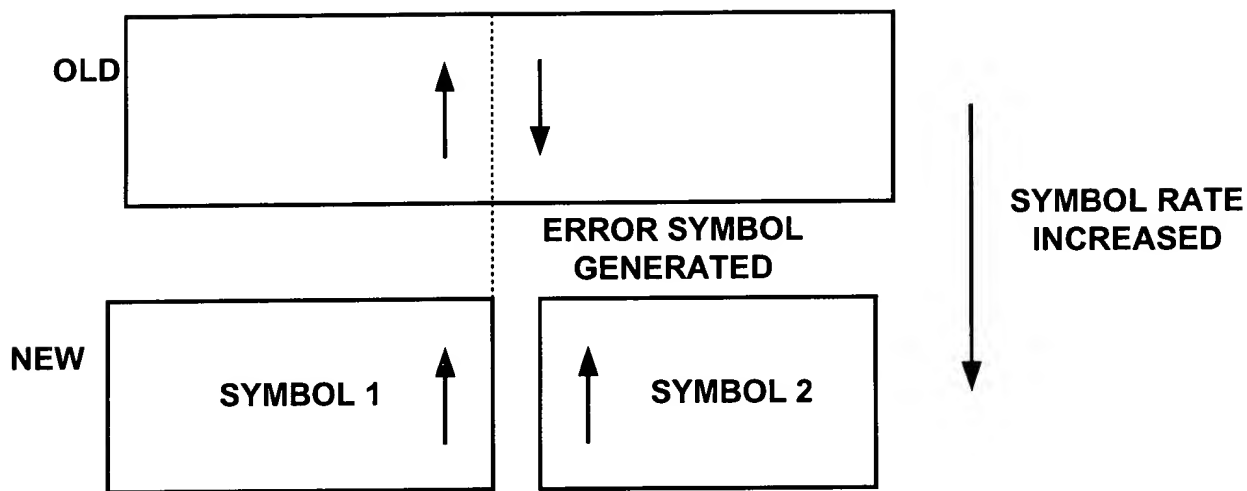 OLD
SYMBOL RATE
INCREASED
ERROR SYMBOL
GENERATED
NEW
SYMBOL 1
SYMBOL 2